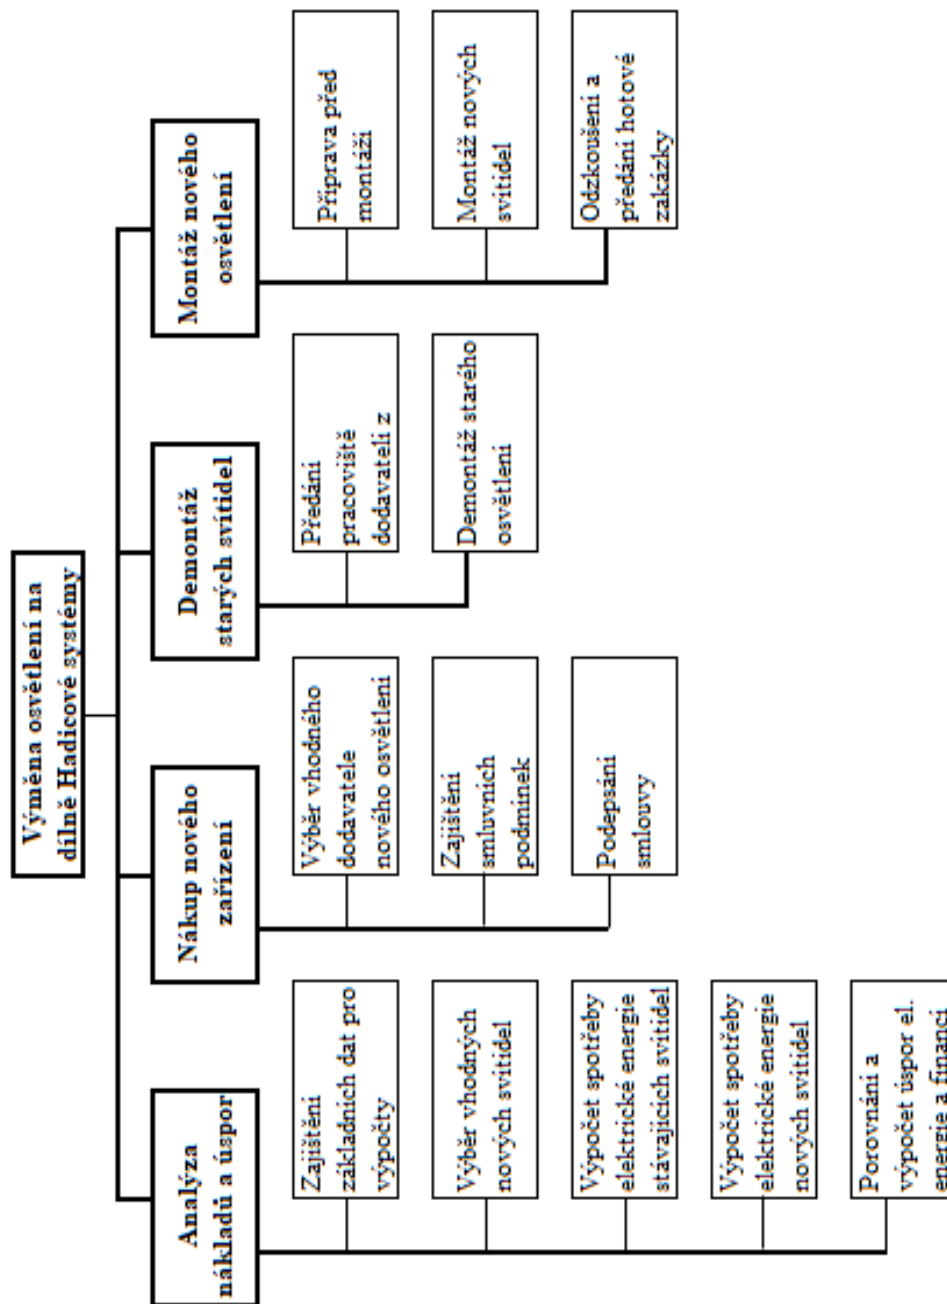 Výměna osvětlení na
dílně Hadicové systémy
Analýza
nákladů a úspor
Zajištění
základních dat pro
výpočty
Výběr vhodných
nových svítidel
Výpočet spotřeby
elektrické energie
stávajících svítidel
Výpočet spotřeby
elektrické energie
nových svítidel
Porovnání a
výpočet úspor el.
energie a financí
Nákup nového
zařízení
Výběr vhodného
dodavatele
nového osvětlení
Zajištění
smluvních
podmínek
Podepsání
smlouvy
Demontáž
starých svítidel
Předání
pracoviště
dodavateli z
Demontáž starého
osvětlení
Montáž nového
osvětlení
Příprava před
montáží
Montáž nových
svítidel
Odzkoušení a
předání hotové
zakázky